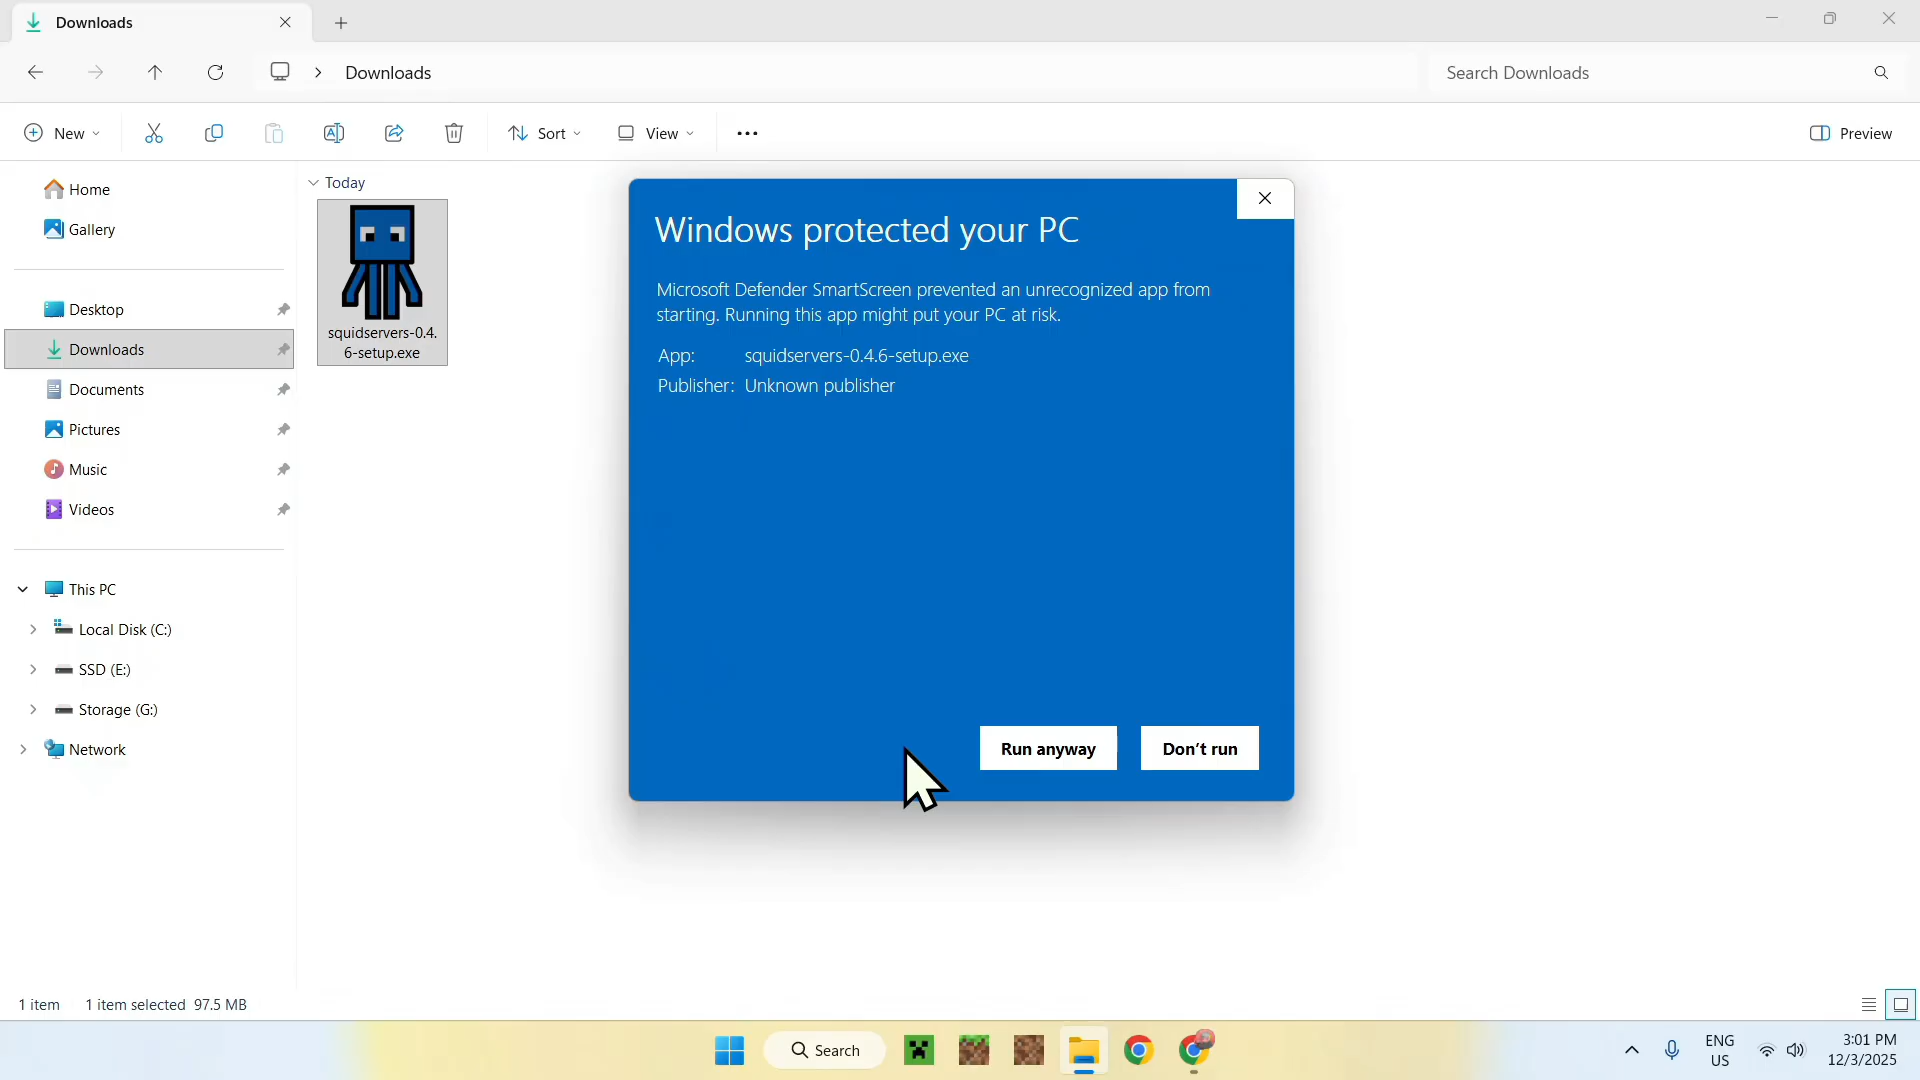 Downloads
Downloads
Search Downloads
New
Sort
View
Preview
Home
Gallery
Desktop
Downloads
Documents
Pictures
Music
Videos
This PC
Local Disk (C:)
SSD (E:)
Storage (G:)
Network
Today
squidservers-0.4.
6-setup.exe
Windows protected your PC
Microsoft Defender SmartScreen prevented an unrecognized app from
starting. Running this app might put your PC at risk.
App: squidservers-0.4.6-setup.exe
Publisher: Unknown publisher
Run anyway
Don't run
1 item 1 item selected 97.5 MB
Search
ENG
US
3:01 PM
12/3/2025